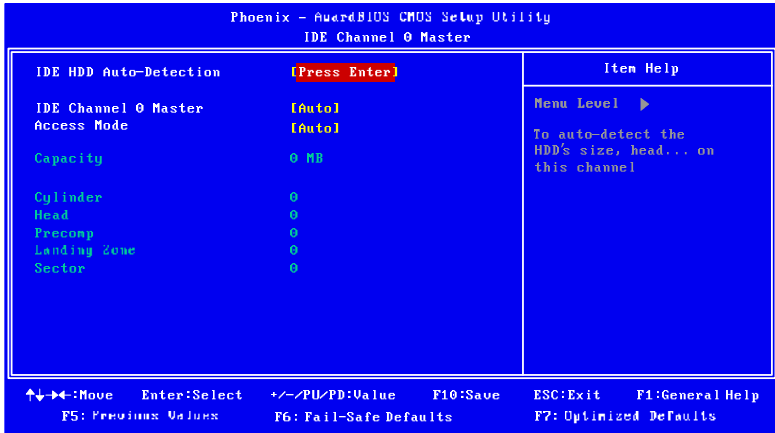 Phoenix - AwardBIOS CMOS Setup Utility
IDE Channel 0 Master
IDE HDD Auto-Detection [Press Enter]
IDE Channel 0 Master [Auto]
Access Mode [Auto]
Capacity 0 MB
Cylinder 0
Head 0
Precomp 0
Landing Zone 0
Sector 0
Item Help
Menu Level
To auto-detect the
HDD's size, head... on
this channel
:Move Enter:Select +/-/PU/PD:Value F10:Save ESC:Exit F1:General Help
F5: Previous Values F6: Fail-Safe Defaults F7: Optimized Defaults